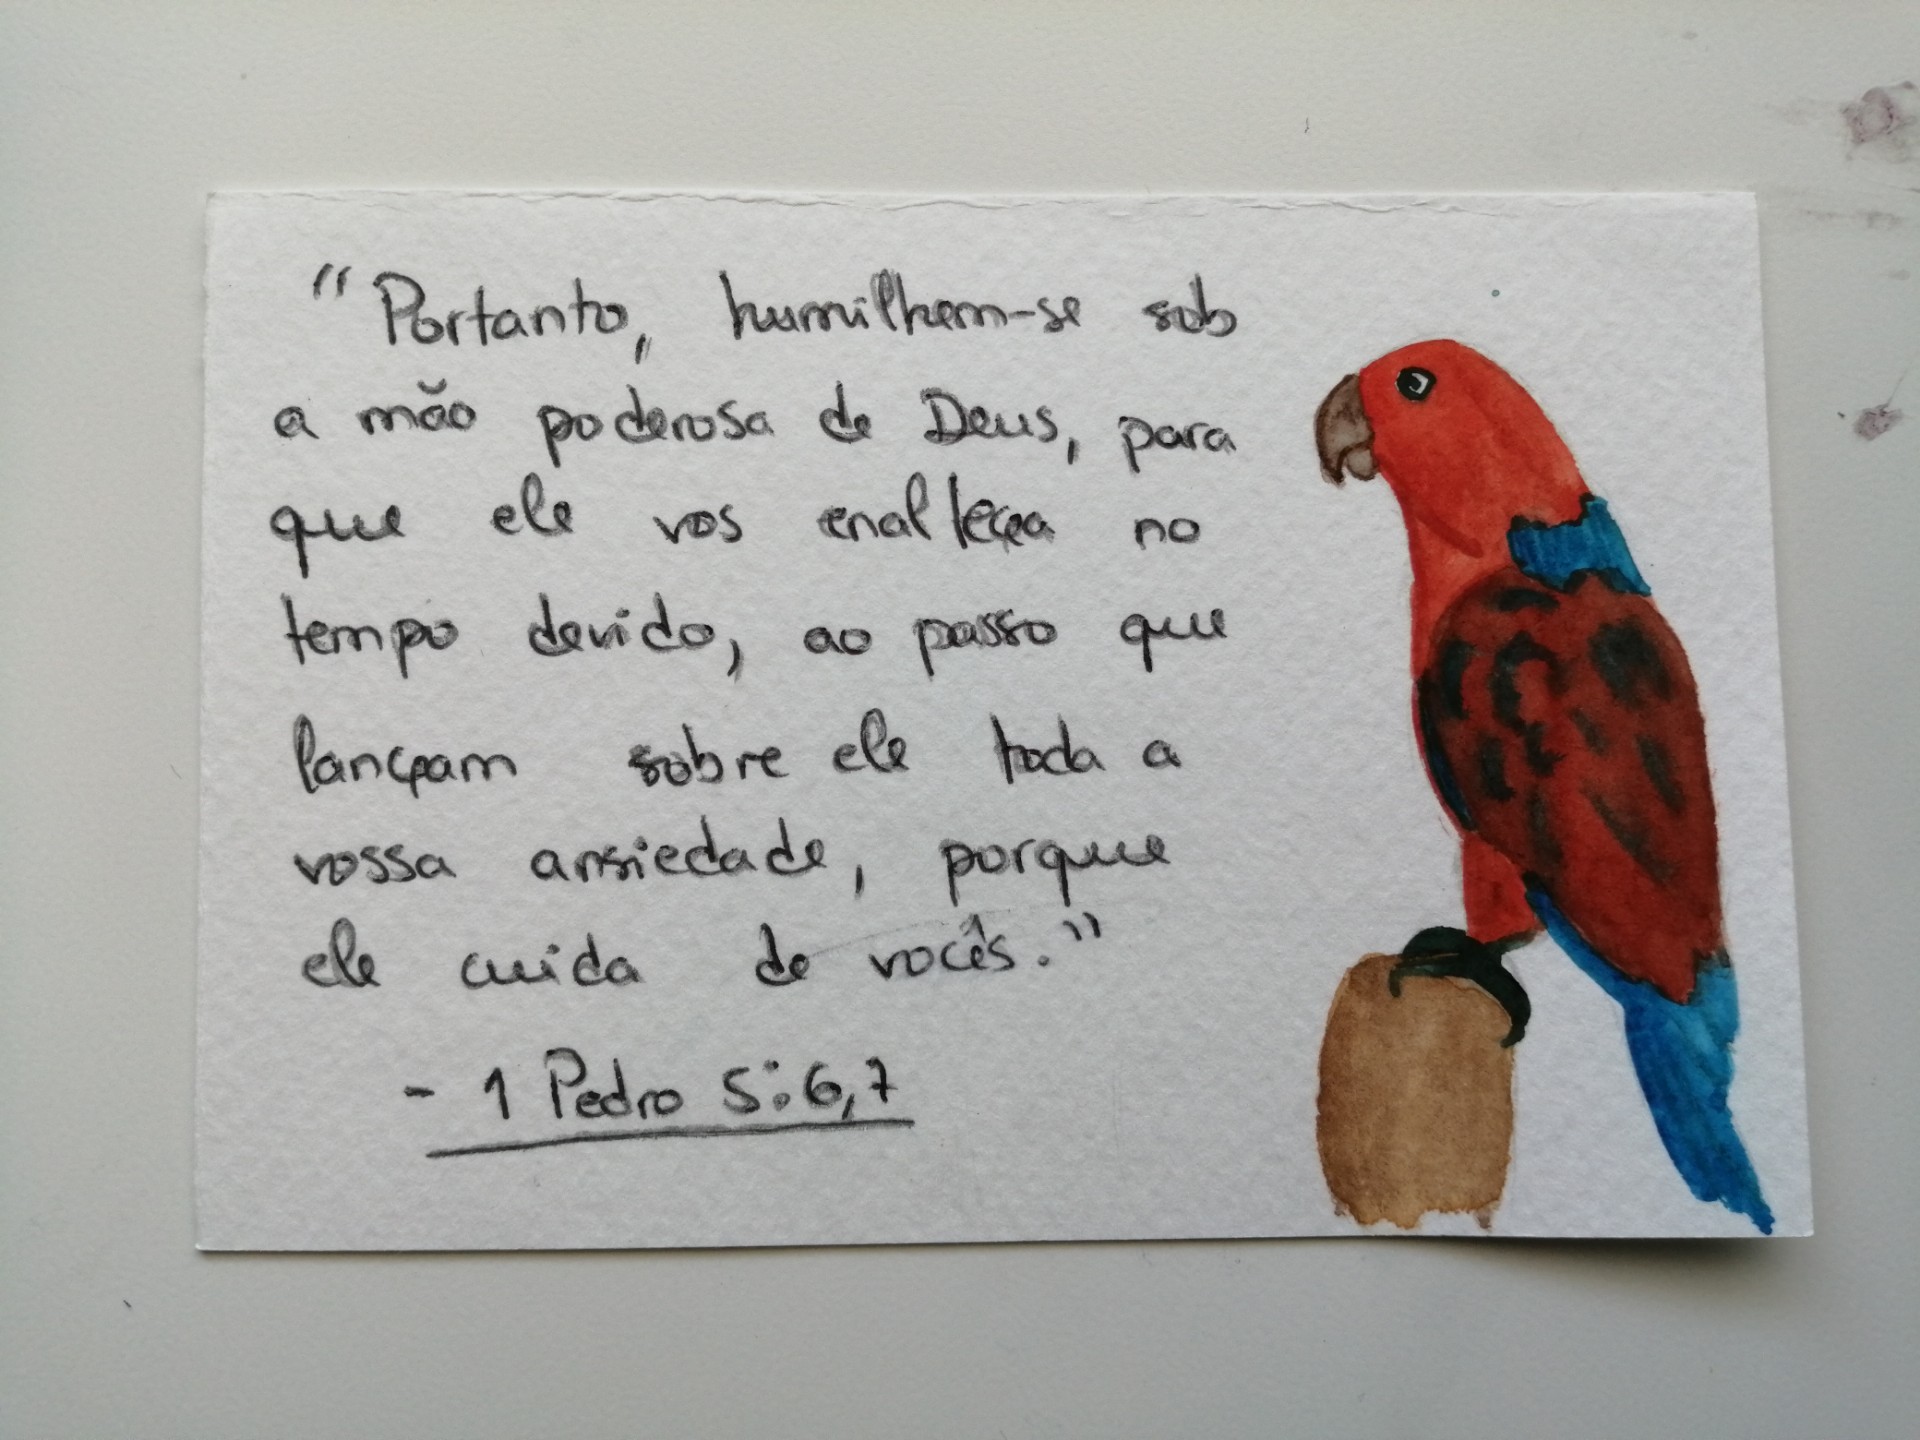 "Portanto, humilhem-se sob
a mão poderosa de Deus, para
que ele vos enalteça no
tempo devido, ao passo que
lançam sobre ele toda a
vossa ansiedade, porque
ele cuida de vocês."
- 1 Pedro 5:6,7